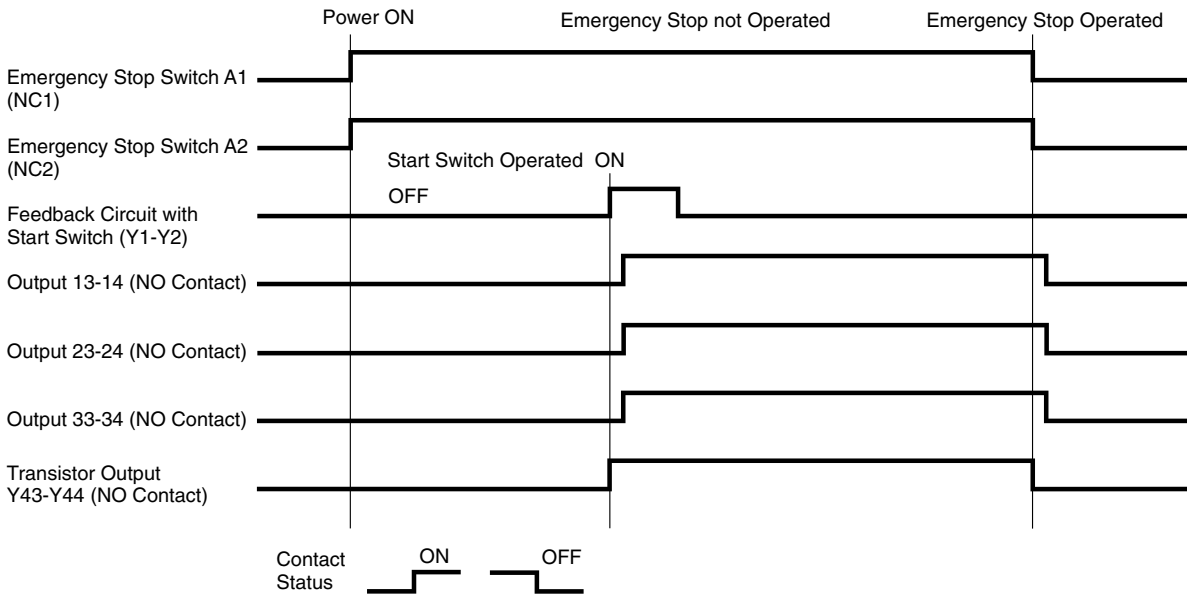 Power ON
Emergency Stop not Operated
Emergency Stop Operated
Emergency Stop Switch A1
(NC1)
Emergency Stop Switch A2
(NC2)
Start Switch Operated ON
OFF
Feedback Circuit with
Start Switch (Y1-Y2)
Output 13-14 (NO Contact)
Output 23-24 (NO Contact)
Output 33-34 (NO Contact)
Transistor Output
Y43-Y44 (NO Contact)
Contact
Status
ON
OFF